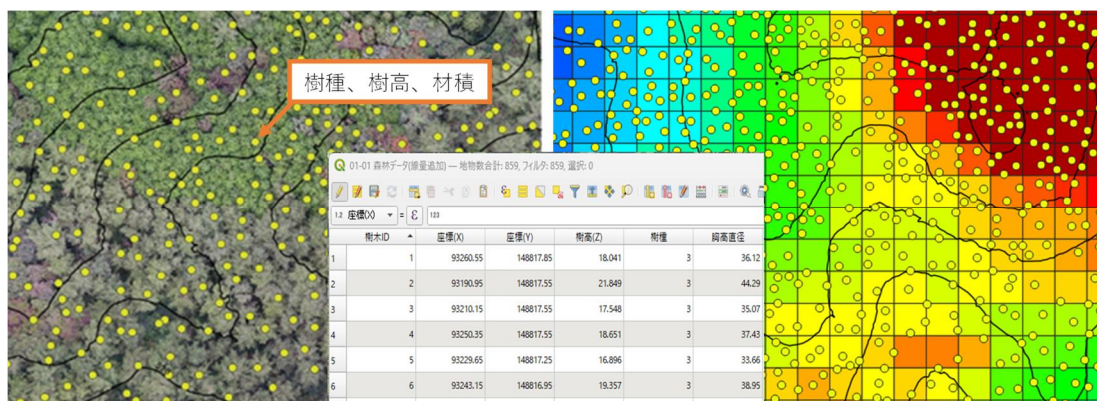 樹種、樹高、材積
01-01 森林データ(線量追加) — 地物数合計: 859, フィルタ: 859, 選択: 0
1.2 座標(X) = ε 123
樹木ID 座標(X) 座標(Y) 樹高(Z) 樹種 胸高直径
1 1 93260.55 148817.85 18.041 3 36.12
2 2 93190.95 148817.55 21.849 3 44.29
3 3 93210.15 148817.55 17.548 3 35.07
4 4 93250.35 148817.55 18.651 3 37.43
5 5 93229.65 148817.25 16.896 3 33.66
6 6 93243.15 148816.95 19.357 3 38.95